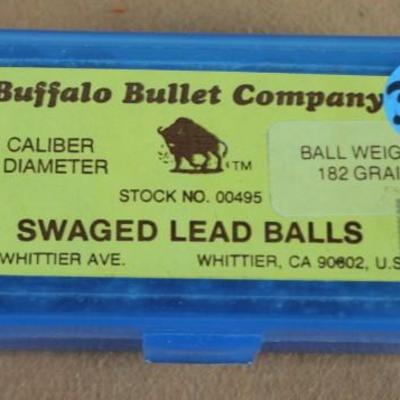 Buffalo Bullet Company
CALIBER
DIAMETER
TM
BALL WEIG
182 GRAI
STOCK NO. 00495
SWAGED LEAD BALLS
WHITTIER AVE. WHITTIER, CA 90602, U.S